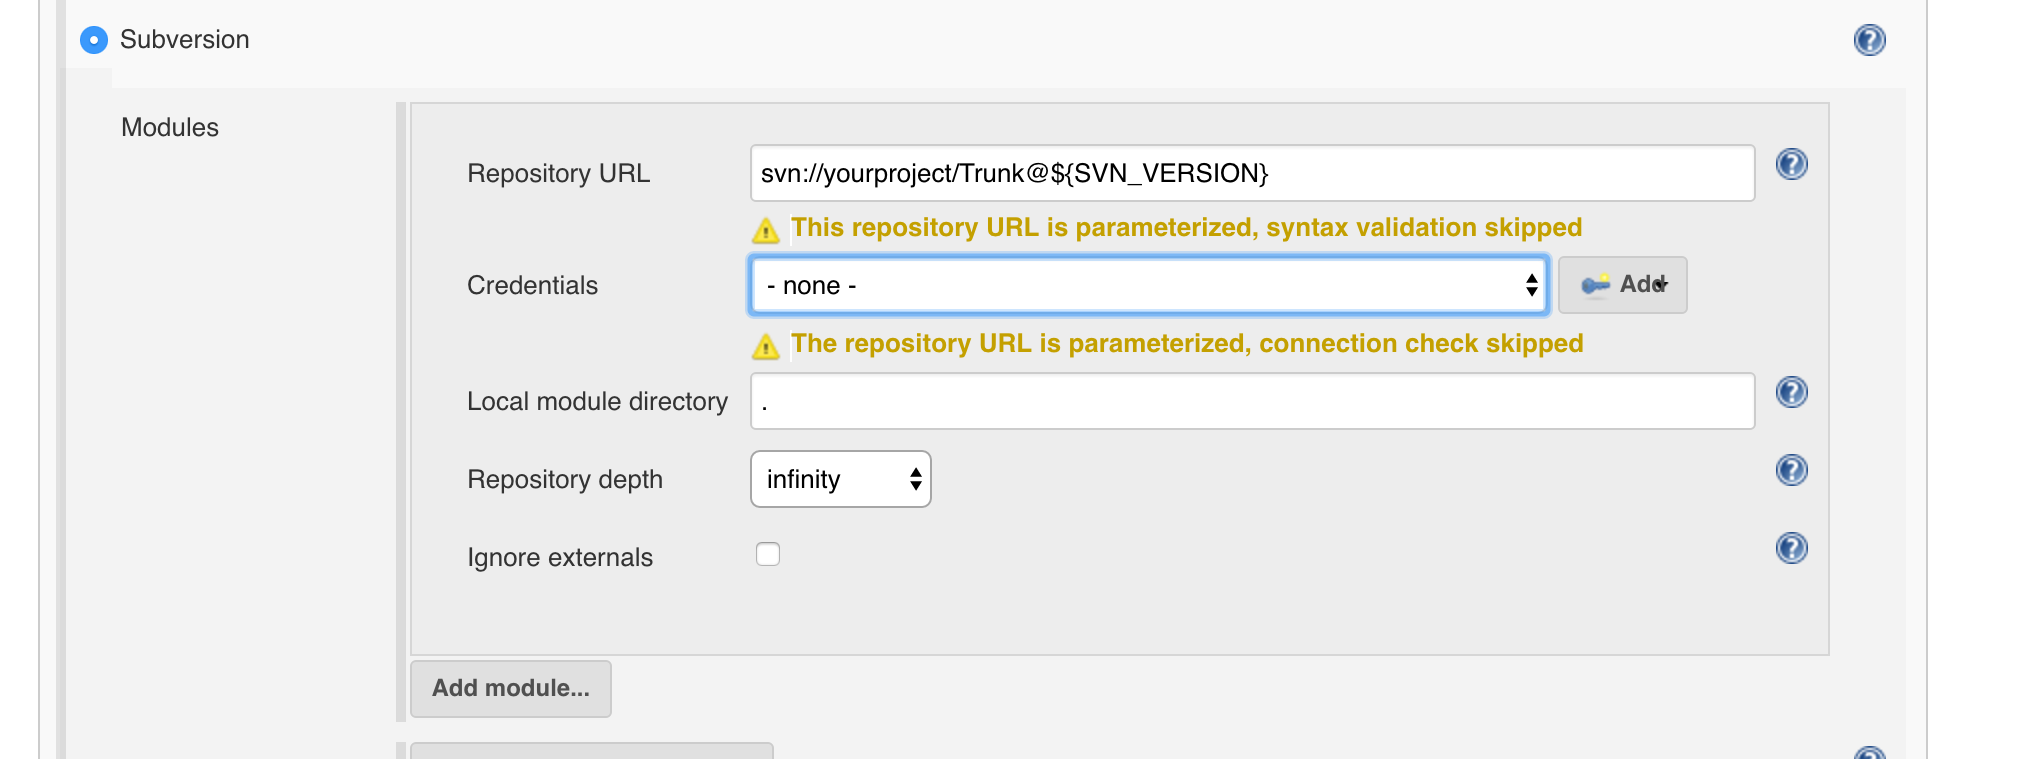 Subversion
Modules
Repository URL
svn://yourproject/Trunk@${SVN_VERSION}
This repository URL is parameterized, syntax validation skipped
Credentials
- none -
Add
The repository URL is parameterized, connection check skipped
Local module directory
.
Repository depth
infinity
Ignore externals
Add module...